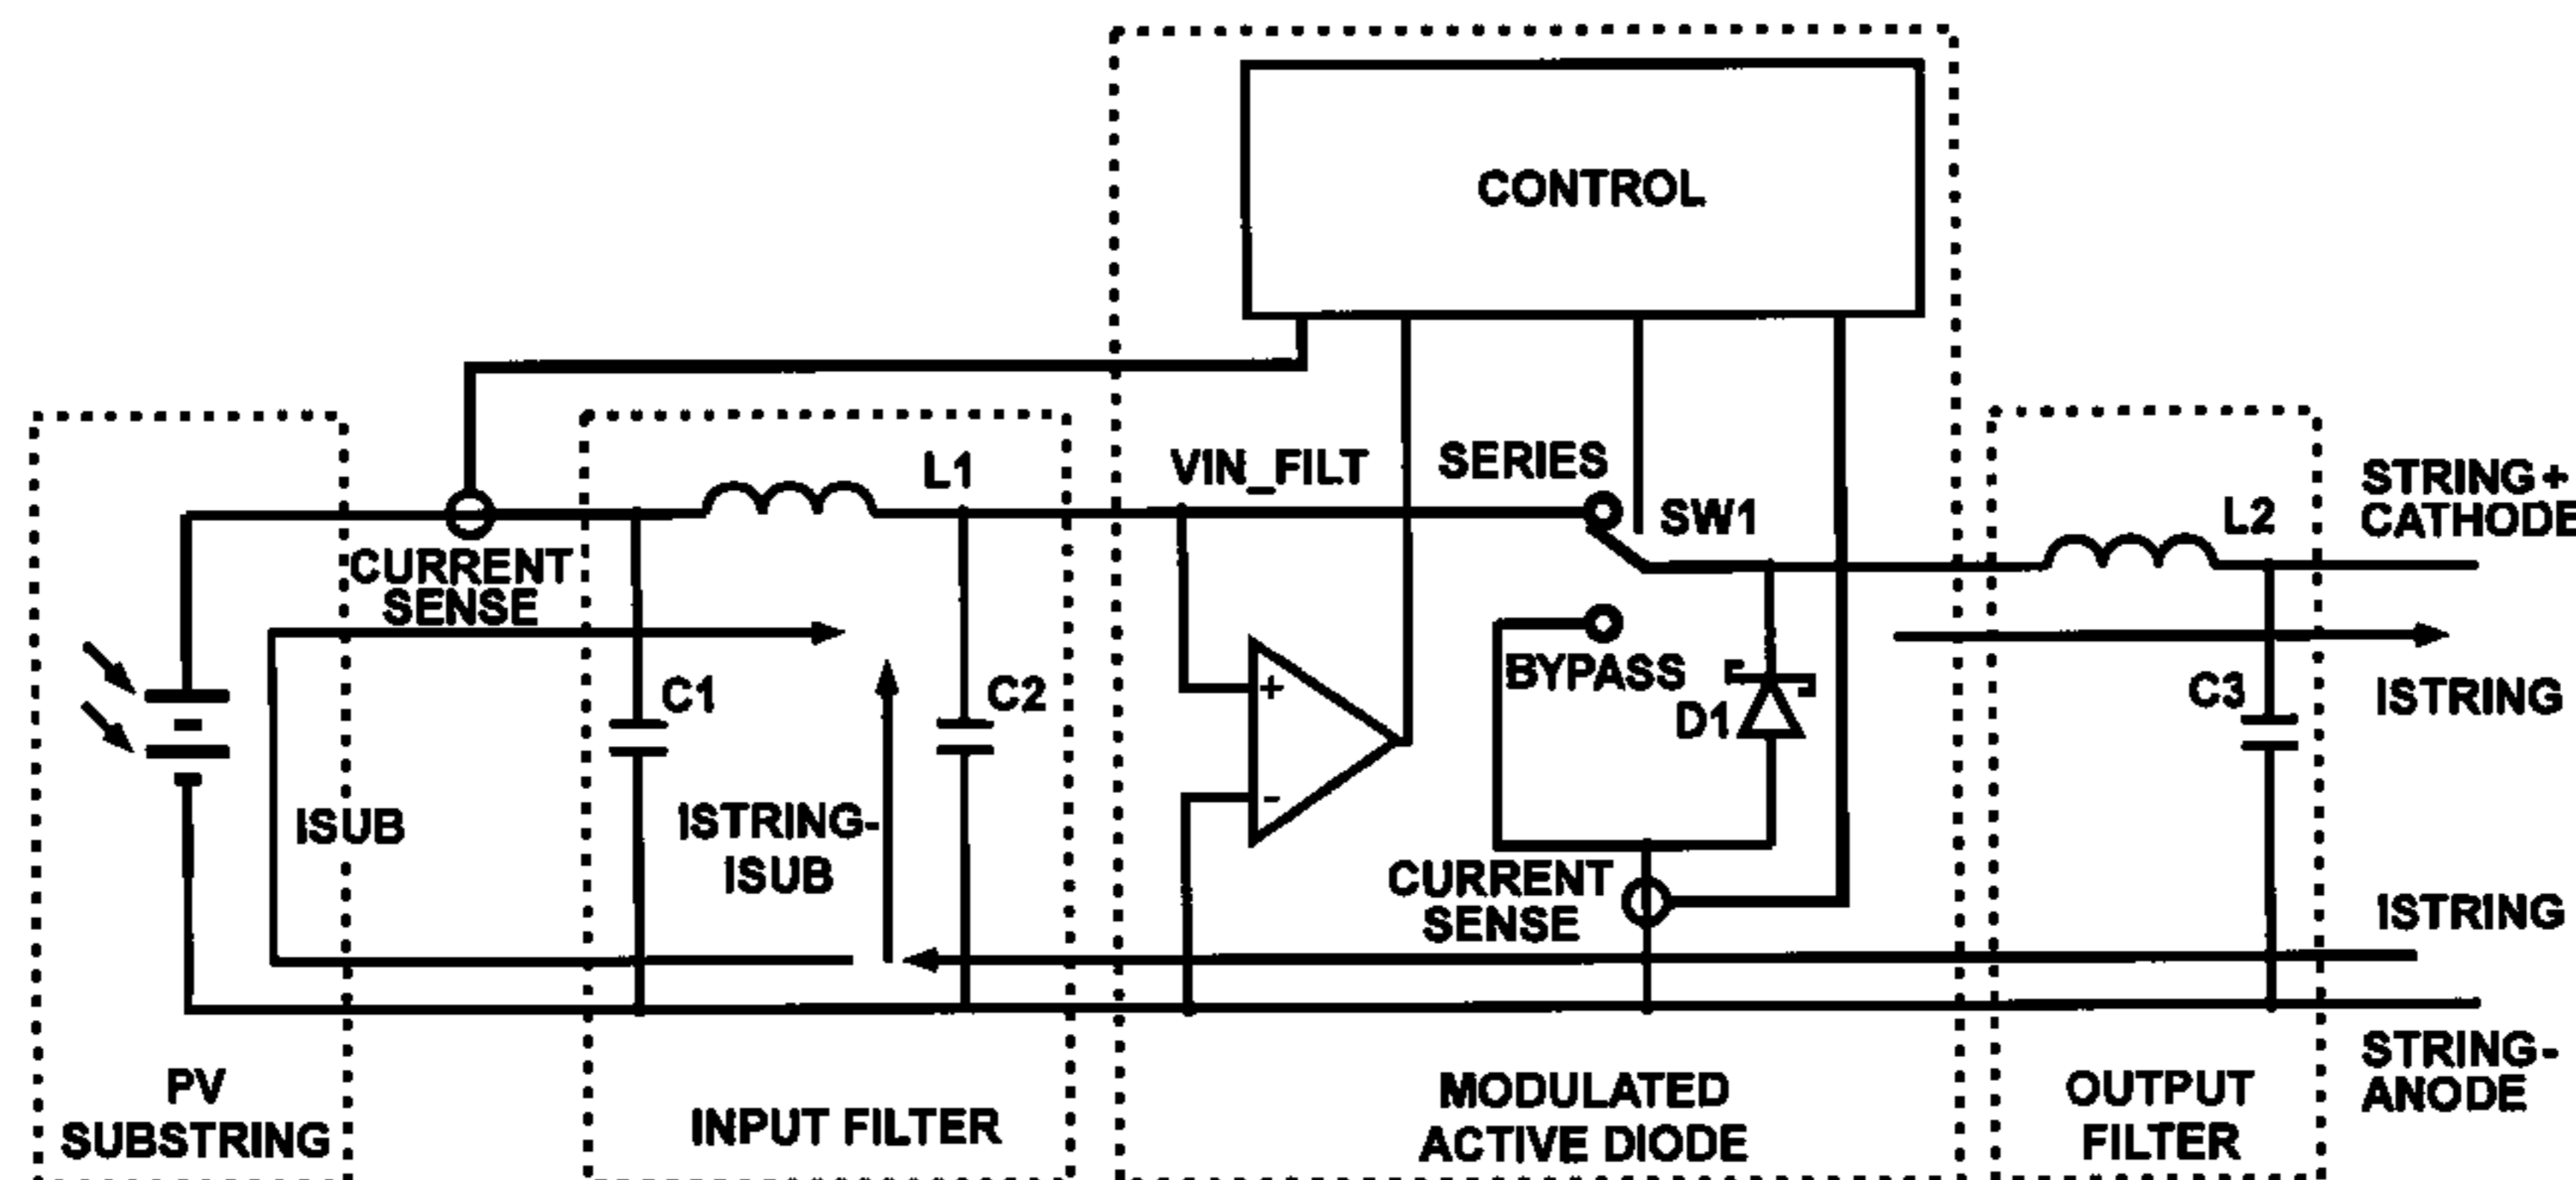 CONTROL
L1
VIN_FILT
SERIES
SW1
L2
STRING+
CATHODE
CURRENT
SENSE
C1
C2
+
-
BYPASS
D1
C3
ISTRING
ISUB
ISTRING-
ISUB
CURRENT
SENSE
ISTRING
PV
SUBSTRING
INPUT FILTER
MODULATED
ACTIVE DIODE
OUTPUT
FILTER
STRING-
ANODE